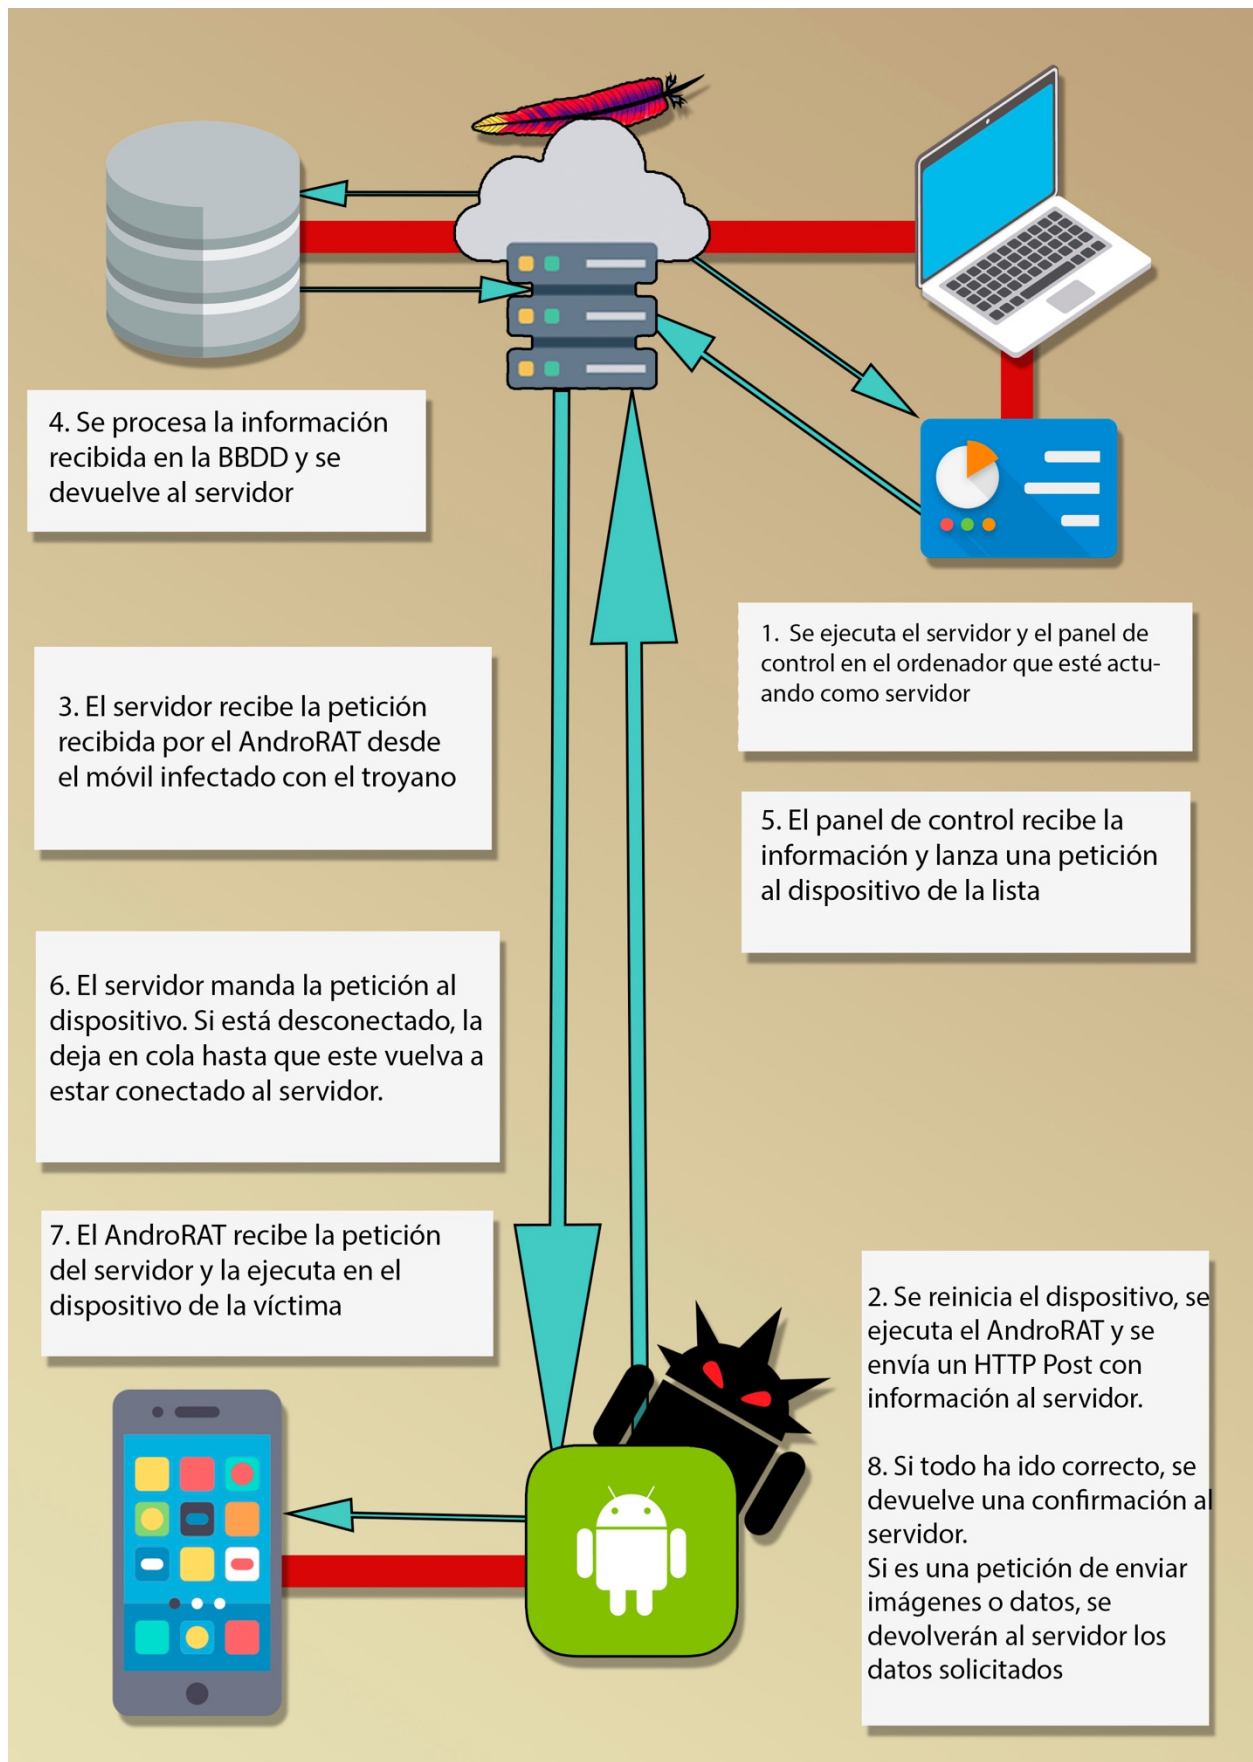 4. Se procesa la información
recibida en la BBDD y se
devuelve al servidor
1. Se ejecuta el servidor y el panel de
control en el ordenador que esté actu-
ando como servidor
3. El servidor recibe la petición
recibida por el AndroRAT desde
el móvil infectado con el troyano
5. El panel de control recibe la
información y lanza una petición
al dispositivo de la lista
6. El servidor manda la petición al
dispositivo. Si está desconectado, la
deja en cola hasta que este vuelva a
estar conectado al servidor.
7. El AndroRAT recibe la petición
del servidor y la ejecuta en el
dispositivo de la víctima
2. Se reinicia el dispositivo, se
ejecuta el AndroRAT y se
envía un HTTP Post con
información al servidor.
8. Si todo ha ido correcto, se
devuelve una confirmación al
servidor.
Si es una petición de enviar
imágenes o datos, se
devolverán al servidor los
datos solicitados